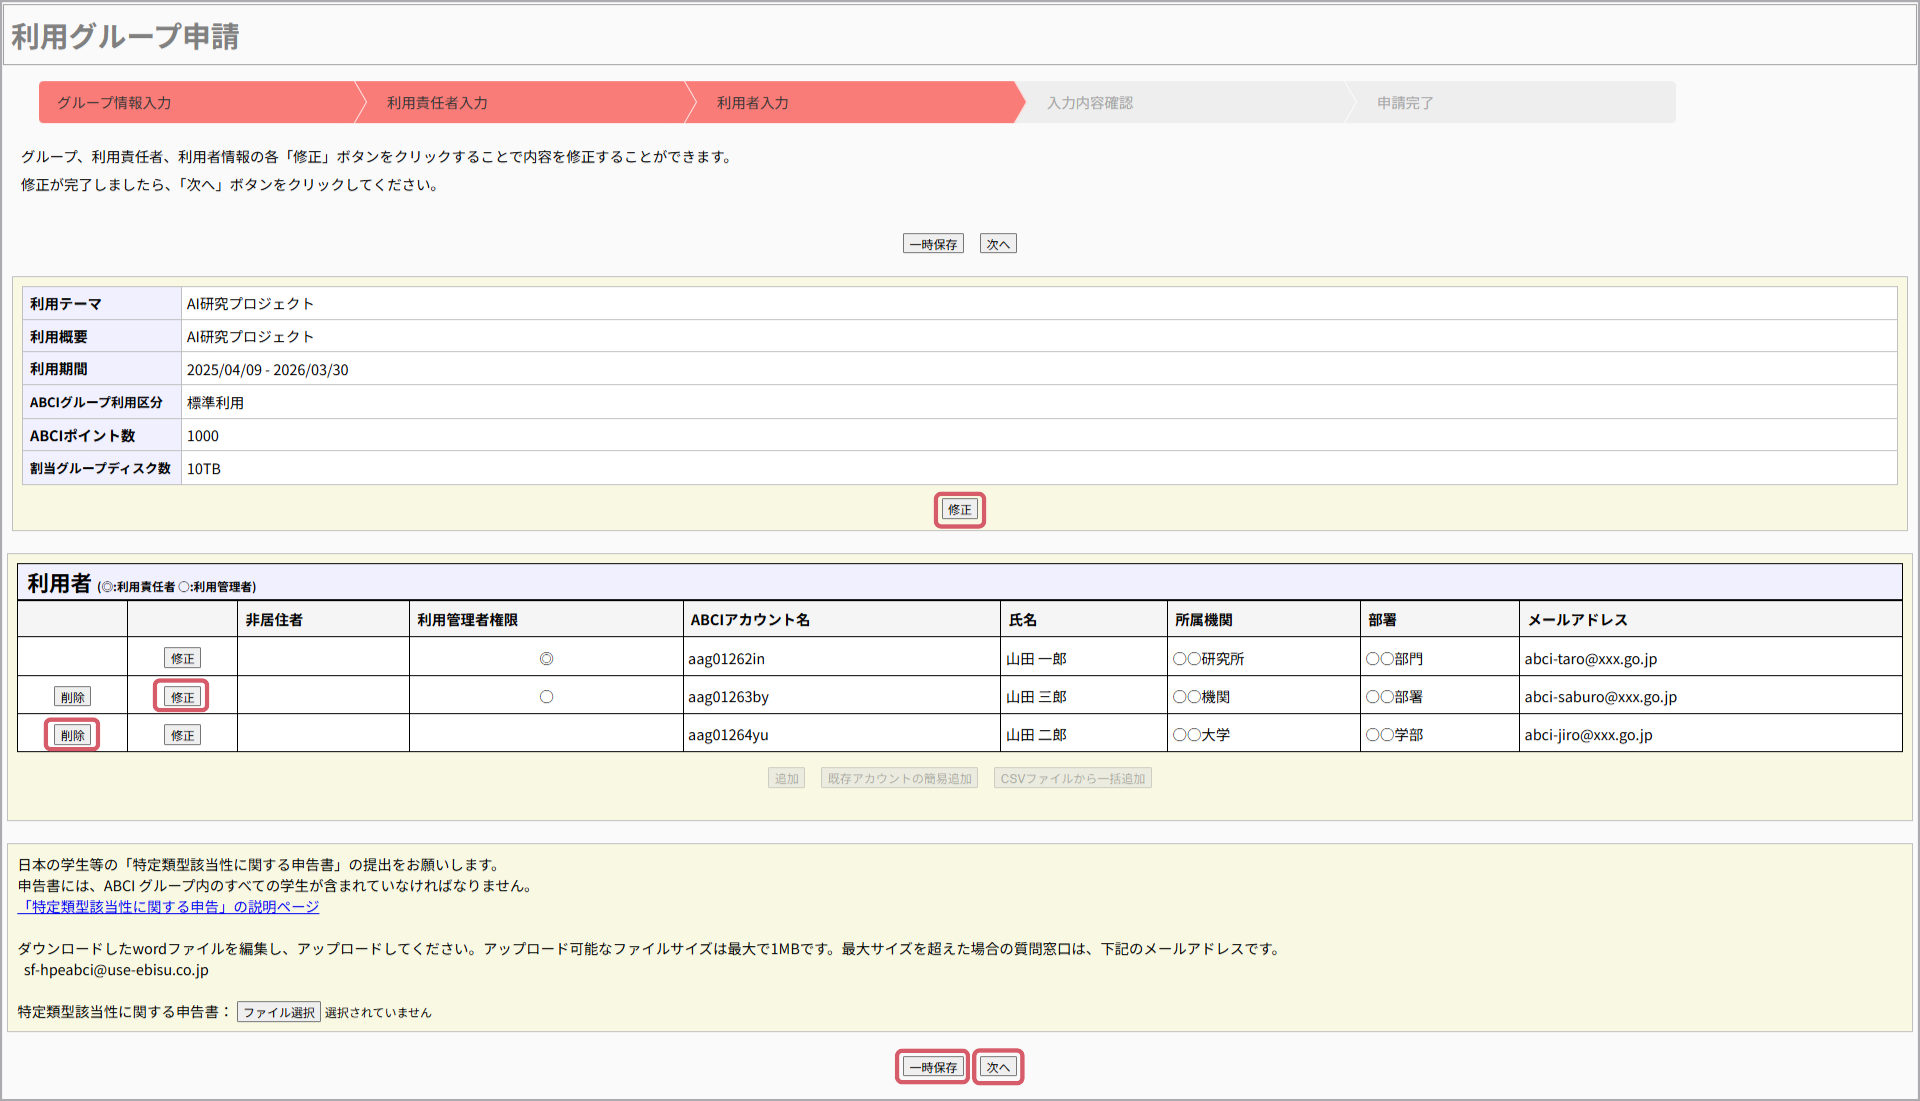 利用グループ申請
グループ情報入力 利用責任者入力 利用者入力 入力内容確認 申請完了
グループ、利用責任者、利用者情報の各「修正」ボタンをクリックすることで内容を修正することができます。
修正が完了しましたら、「次へ」ボタンをクリックしてください。
一時保存 次へ
利用テーマ AI研究プロジェクト
利用概要 AI研究プロジェクト
利用期間 2025/04/09 - 2026/03/30
ABCIグループ利用区分 標準利用
ABCIポイント数 1000
割当グループディスク数 10TB
修正
利用者 (◎:利用責任者 ○:利用管理者)
非居住者 利用管理者権限 ABCIアカウント名 氏名 所属機関 部署 メールアドレス
修正 ◎ aag01262in 山田 一郎 ○○研究所 ○○部門 abci-taro@xxx.go.jp
削除 修正 ○ aag01263by 山田 三郎 ○○機関 ○○部署 abci-saburo@xxx.go.jp
削除 修正 aag01264yu 山田 二郎 ○○大学 ○○学部 abci-jiro@xxx.go.jp
追加 既存アカウントの簡易追加 CSVファイルから一括追加
日本の学生等の「特定類型該当性に関する申告書」の提出をお願いします。
申告書には、ABCI グループ内のすべての学生が含まれていなければなりません。
「特定類型該当性に関する申告」の説明ページ
ダウンロードしたwordファイルを編集し、アップロードしてください。アップロード可能なファイルサイズは最大で1MBです。最大サイズを超えた場合の質問窓口は、下記のメールアドレスです。
sf-hpeabci@use-ebisu.co.jp
特定類型該当性に関する申告書： ファイル選択 選択されていません
一時保存 次へ